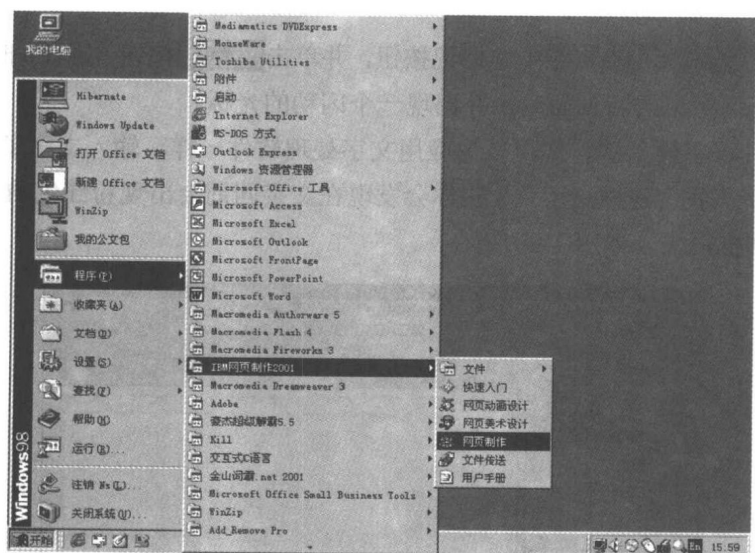 我的电脑
Hibernate
Windows Update
打开 Office 文档
新建 Office 文档
WinZip
我的公文包
程序(P)
收藏夹(A)
文档(D)
设置(S)
查找(F)
帮助(H)
运行(R)...
注销 Ns(L)...
关闭系统(U)...
Windows98
Mediamatics DVDExpress
MouseWare
Toshiba Utilities
附件
启动
Internet Explorer
MS-DOS 方式
Outlook Express
Windows 资源管理器
Microsoft Office 工具
Microsoft Access
Microsoft Excel
Microsoft Outlook
Microsoft FrontPage
Microsoft PowerPoint
Microsoft Word
Macromedia Authorware 5
Macromedia Flash 4
Macromedia Fireworks 3
IBM网页制作2001
Macromedia Dreamweaver 3
Adobe
豪杰超级解霸5.5
Kill
交互式C语言
金山词霸.net 2001
Microsoft Office Small Business Tools
WinZip
Add_Remove Pro
文件
快速入门
网页动画设计
网页美术设计
网页制作
文件传送
用户手册
开始
En
15:59